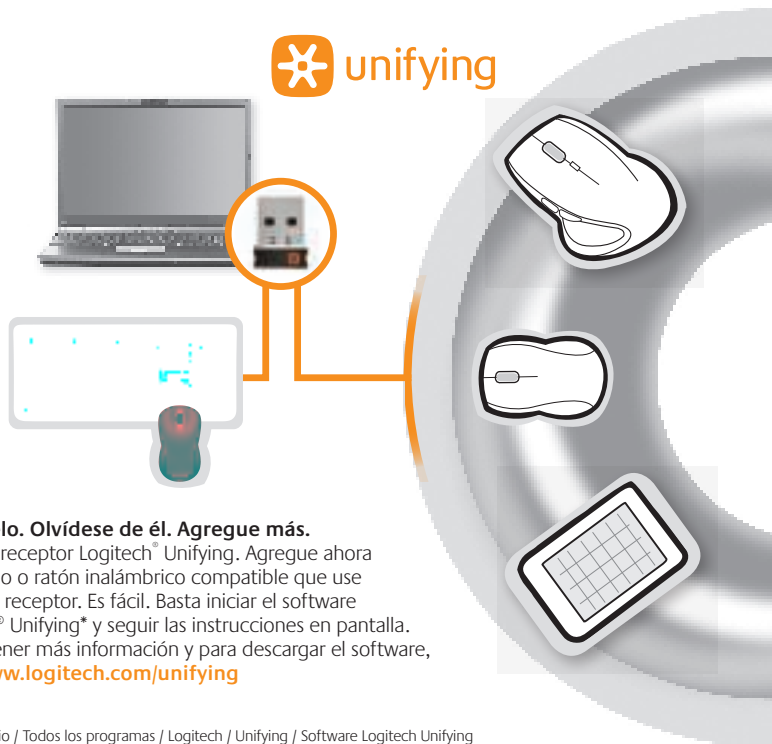 unifying
lo. Olvídese de él. Agregue más.
receptor Logitech® Unifying. Agregue ahora
o o ratón inalámbrico compatible que use
receptor. Es fácil. Basta iniciar el software
® Unifying* y seguir las instrucciones en pantalla.
ener más información y para descargar el software,
ww.logitech.com/unifying
io / Todos los programas / Logitech / Unifying / Software Logitech Unifying